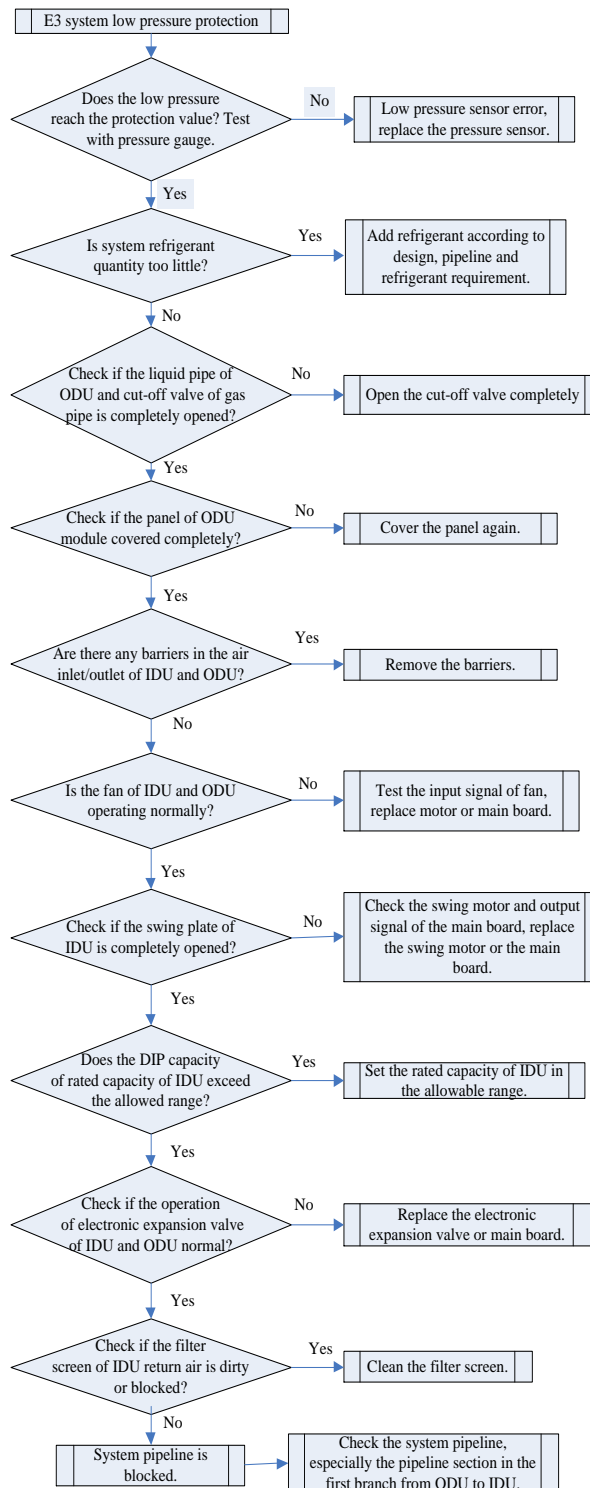 E3 system low pressure protection
Does the low pressure
reach the protection value? Test
with pressure gauge.
No
Low pressure sensor error,
replace the pressure sensor.
Yes
Is system refrigerant
quantity too little?
Yes
Add refrigerant according to
design, pipeline and
refrigerant requirement.
No
Check if the liquid pipe of
ODU and cut-off valve of gas
pipe is completely opened?
No
Open the cut-off valve completely
Yes
Check if the panel of ODU
module covered completely?
No
Cover the panel again.
Yes
Are there any barriers in the air
inlet/outlet of IDU and ODU?
Yes
Remove the barriers.
No
Is the fan of IDU and ODU
operating normally?
No
Test the input signal of fan,
replace motor or main board.
Yes
Check if the swing plate of
IDU is completely opened?
No
Check the swing motor and output
signal of the main board, replace
the swing motor or the main
board.
Yes
Does the DIP capacity
of rated capacity of IDU exceed
the allowed range?
Yes
Set the rated capacity of IDU in
the allowable range.
Yes
Check if the operation
of electronic expansion valve
of IDU and ODU normal?
No
Replace the electronic
expansion valve or main board.
Yes
Check if the filter
screen of IDU return air is dirty
or blocked?
Yes
Clean the filter screen.
No
System pipeline is
blocked.
Check the system pipeline,
especially the pipeline section in the
first branch from ODU to IDU.